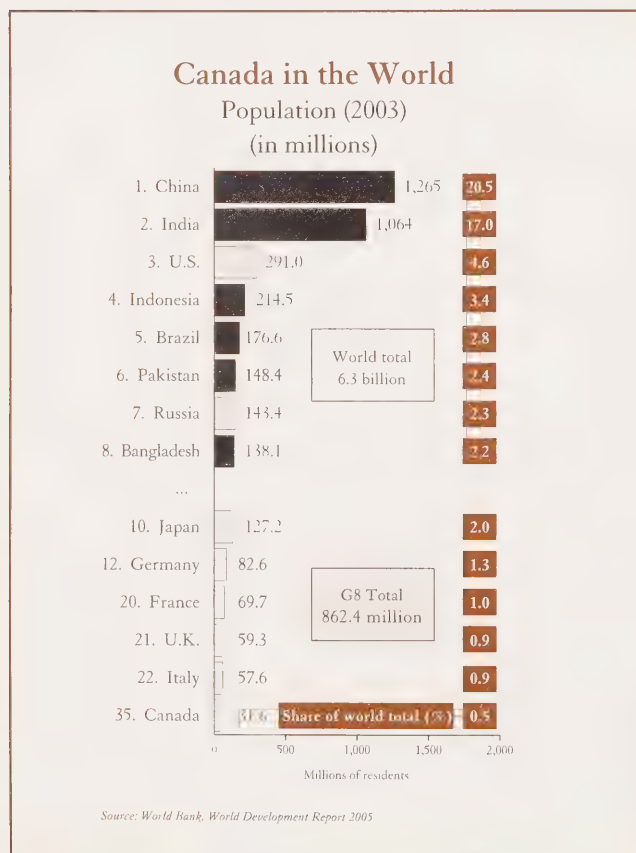 Canada in the World
Population (2003)
(in millions)
1. China 1,265 20.5
2. India 1,064 17.0
3. U.S. 291.0 4.6
4. Indonesia 214.5 3.4
5. Brazil 176.6 2.8
World total
6.3 billion
6. Pakistan 148.4 2.4
7. Russia 143.4 2.3
8. Bangladesh 138.1 2.2
...
10. Japan 127.2 2.0
12. Germany 82.6 1.3
G8 Total
862.4 million
20. France 69.7 1.0
21. U.K. 59.3 0.9
22. Italy 57.6 0.9
35. Canada 31.6 Share of world total (%) 0.5
0 500 1,000 1,500 2,000
Millions of residents
Source: World Bank, World Development Report 2005